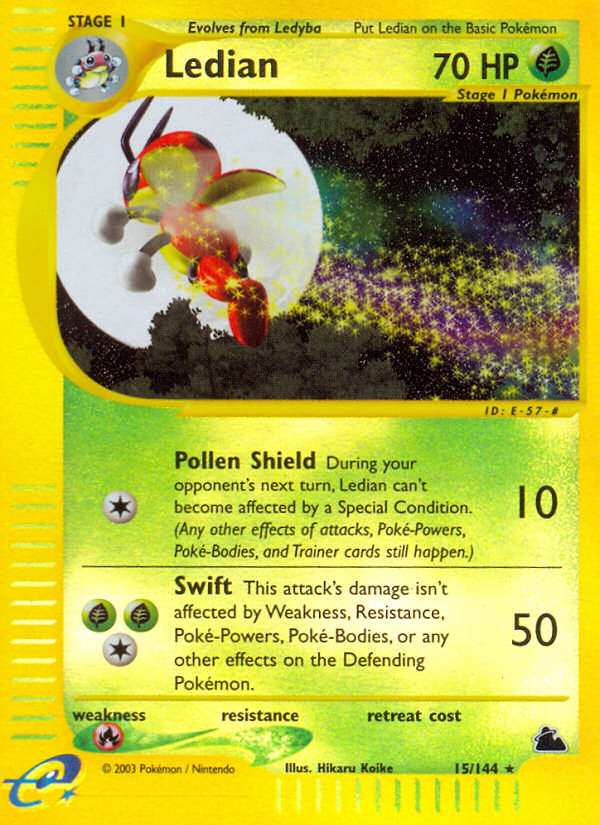 STAGE 1
Evolves from Ledyba
Put Ledian on the Basic Pokémon
Ledian
70 HP
Stage 1 Pokémon
ID: E-57-#
Pollen Shield During your
opponent's next turn, Ledian can't
become affected by a Special Condition.
(Any other effects of attacks, Poké-Powers,
Poké-Bodies, and Trainer cards still happen.)
10
Swift This attack's damage isn't
affected by Weakness, Resistance,
Poké-Powers, Poké-Bodies, or any
other effects on the Defending
Pokémon.
50
weakness
resistance
retreat cost
© 2003 Pokémon / Nintendo
Illus. Hikaru Koike
15/144 ★
e